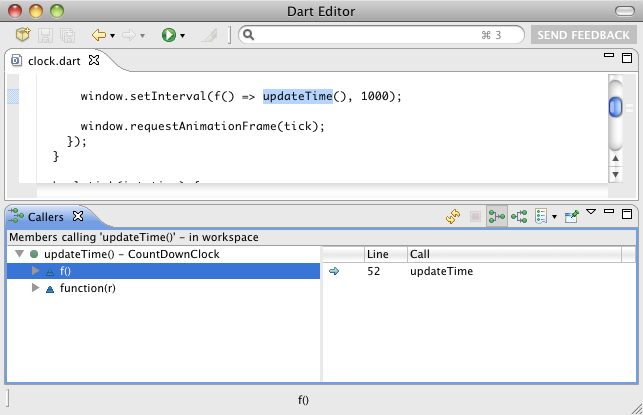 Dart Editor
⌘ 3
SEND FEEDBACK
clock.dart
window.setInterval(f() => updateTime(), 1000);
window.requestAnimationFrame(tick);
});
}
Callers
Members calling 'updateTime()' – in workspace
updateTime() – CountDownClock
f()
function(r)
Line Call
52 updateTime
f()